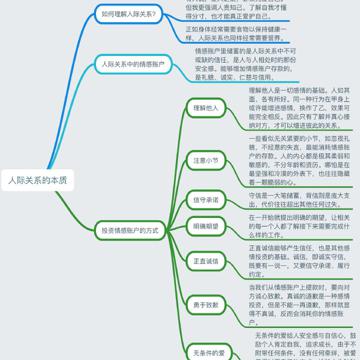 但我更强调人贵知己，了解自我才懂
得分寸，也才能真正爱护自己。
如何理解人际关系？
正如身体经常需要食物以保持健康一
样，人际关系也同样经常需要营养。
情感账户里储蓄的是人际关系中不可
或缺的信任，是人与人相处时的那份
安全感。能够增加情感账户存款的，
是礼貌、诚实、仁慈与信用。
人际关系中的情感账户
理解他人是一切感情的基础。人如其
面，各有所好。同一种行为在甲身上
或许能增进感情，换作了乙，效果可
能完全相反。因此只有了解并真心接
纳对方，才可以增进彼此的关系。
理解他人
一些看似无关紧要的小节，如忽视礼
貌，不经意的失言，最能消耗情感账
户的存款。人的内心都是极其柔弱和
敏感的，不分年龄和资历。哪怕是在
最坚强和冷漠的外表下，也往往隐藏
着一颗脆弱的心。
注意小节
人际关系的本质
守信是一大笔储蓄，背信则是庞大支
出，代价往往超出其他任何过失。
信守承诺
在一开始就提出明确的期望，让相关
的每一个人都了解接下来需要完成什
么样的工作。
明确期望
投资情感账户的方式
正直诚信能够产生信任，也是其他感
情投资的基础。诚信，即诚实守信，
既要有一说一，又要信守承诺、履行
约定。
正直诚信
当我们从情感账户上提款时，要向对
方诚心致歉。真诚的道歉是一种感情
投资，但是不能一再道歉，那样就显
得不真诚，反而会消耗你的情感账
户。
勇于致歉
无条件的爱给人安全感与自信心，鼓
励个人肯定自我，追求成长。由于不
附带任何条件，没有任何牵绊，被爱
无条件的爱